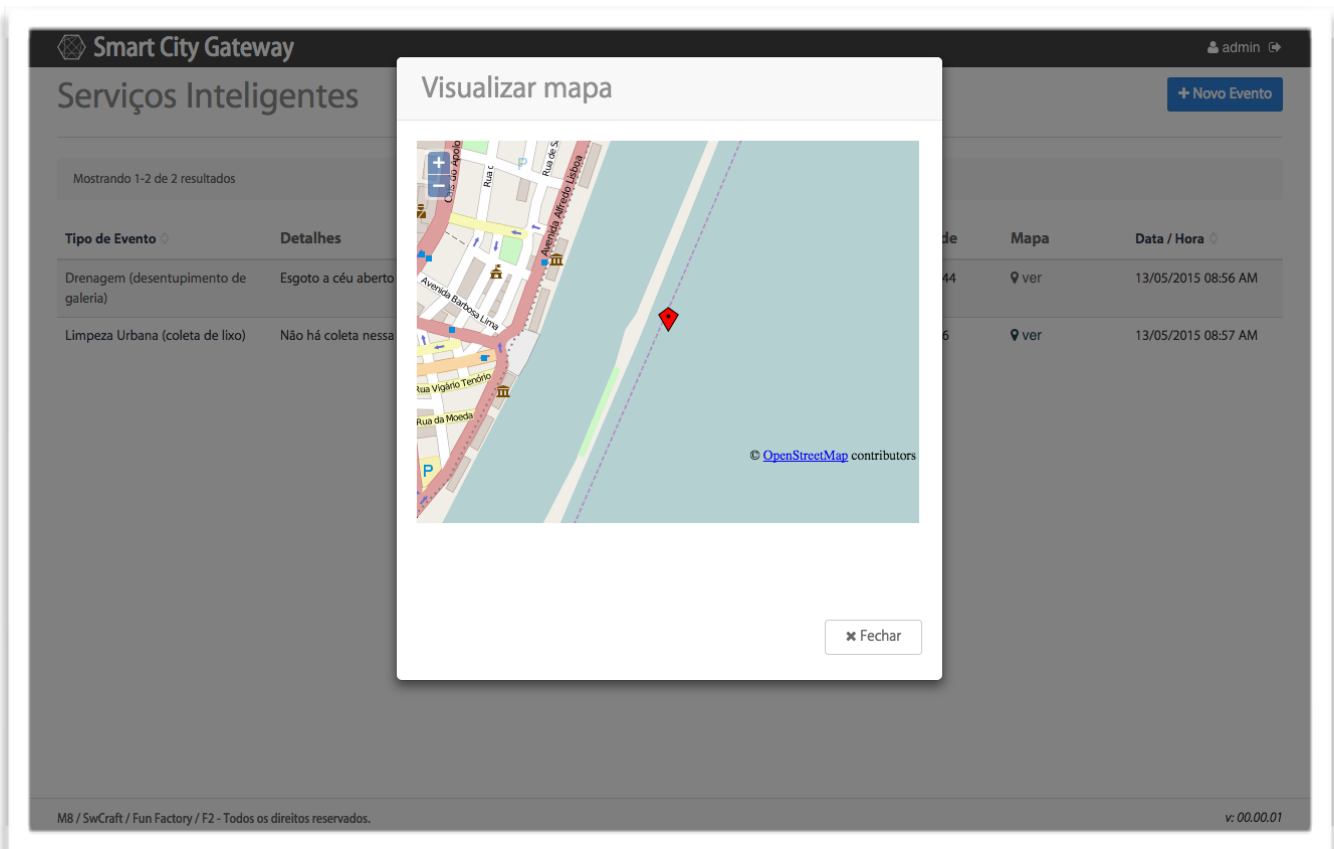 Smart City Gateway
admin
Serviços Inteligentes
+ Novo Evento
Visualizar mapa
Mostrando 1-2 de 2 resultados
Tipo de Evento
Detalhes
de
Mapa
Data / Hora
Drenagem (desentupimento de
galeria)
Esgoto a céu aberto
44
ver
13/05/2015 08:56 AM
Limpeza Urbana (coleta de lixo)
Não há coleta nessa
6
ver
13/05/2015 08:57 AM
+
−
Cais do Apolo
Rua c
Rua de S
P
Avenida Alfredo Lisboa
Avenida Barbosa Lima
Rua Vigário Tenório
Rua da Moeda
P
© OpenStreetMap contributors
✖ Fechar
M8 / SwCraft / Fun Factory / F2 - Todos os direitos reservados.
v: 00.00.01